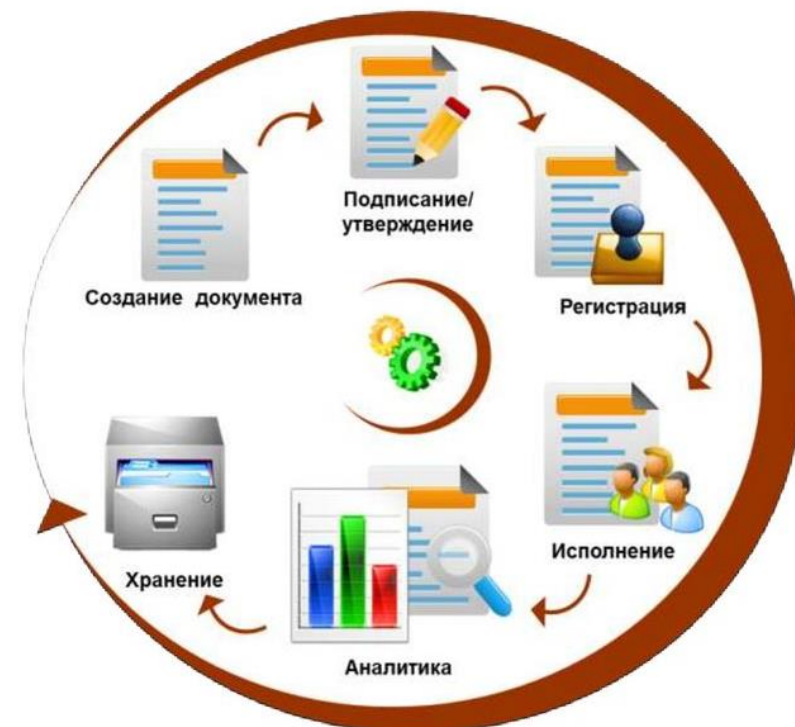 Создание документа
Подписание/
утверждение
Регистрация
Исполнение
Аналитика
Хранение